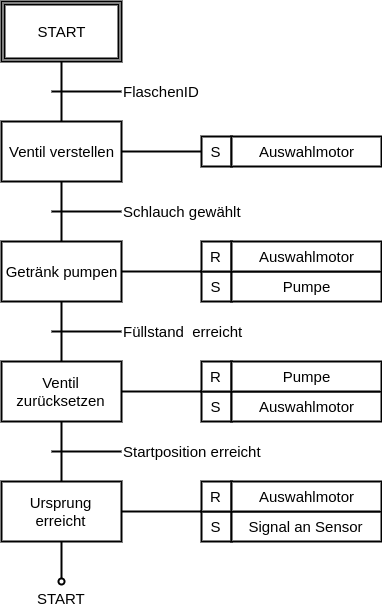 START
FlaschenID
Ventil verstellen
S
Auswahlmotor
Schlauch gewählt
Getränk pumpen
R
Auswahlmotor
S
Pumpe
Füllstand  erreicht
Ventil
zurücksetzen
R
Pumpe
S
Auswahlmotor
Startposition erreicht
Ursprung
erreicht
R
Auswahlmotor
S
Signal an Sensor
START